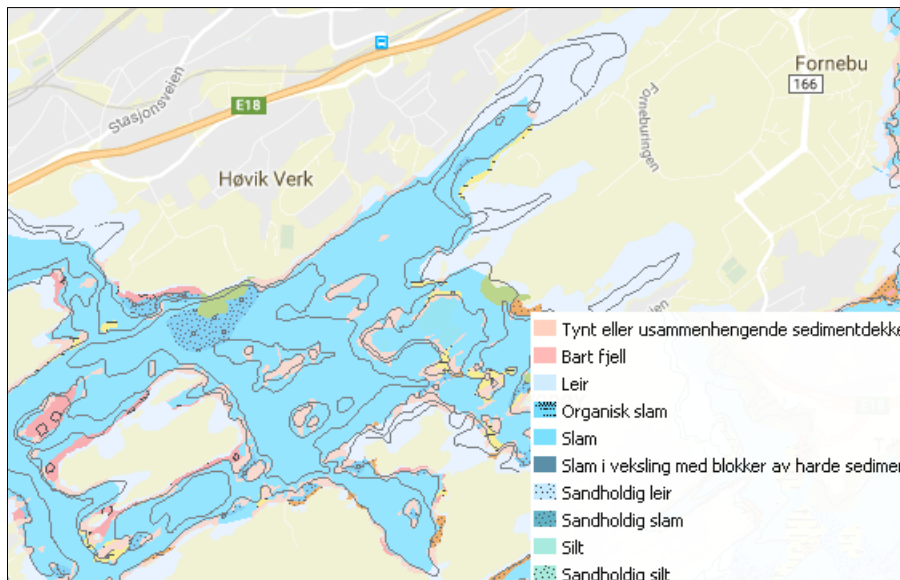 Fornebu
166
E18
Stasjonsveien
Forneburingen
Høvik Verk
Tynt eller usammenhengende sedimentdekke
Bart fjell
Leir
Organisk slam
Slam
Slam i veksling med blokker av harde sedimen
Sandholdig leir
Sandholdig slam
Silt
Sandholdig silt